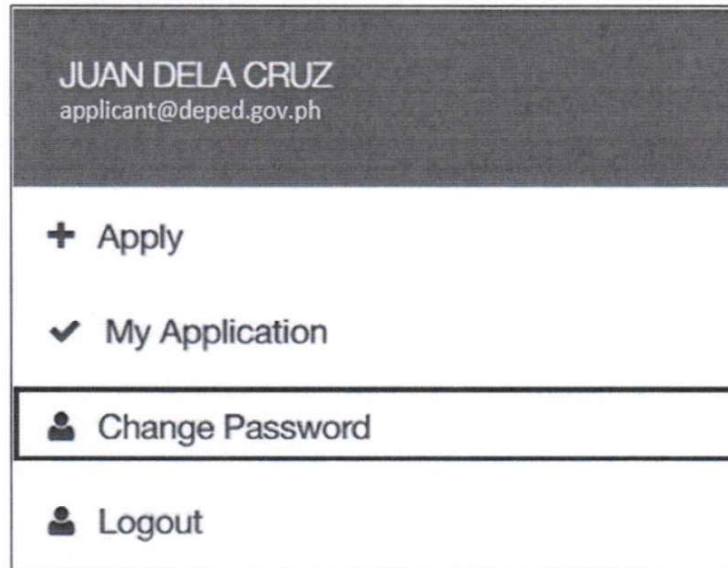 JUAN DELA CRUZ
applicant@deped.gov.ph
Apply
My Application
Change Password
Logout